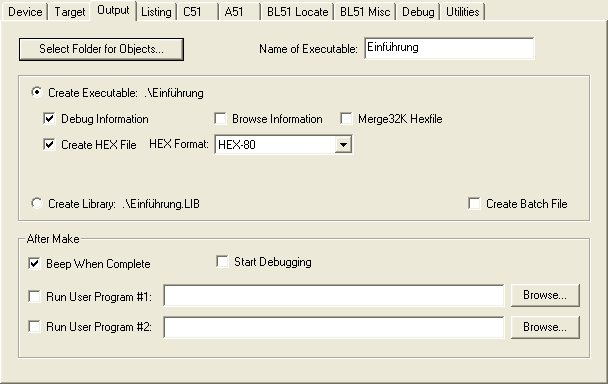 Device Target Output Listing C51 A51 BL51 Locate BL51 Misc Debug Utilities
Select Folder for Objects... Name of Executable: Einführung
Create Executable: .\Einführung
Debug Information Browse Information Merge32K Hexfile
Create HEX File HEX Format: HEX-80
Create Library: .\Einführung.LIB Create Batch File
After Make
Beep When Complete Start Debugging
Run User Program #1: Browse...
Run User Program #2: Browse...